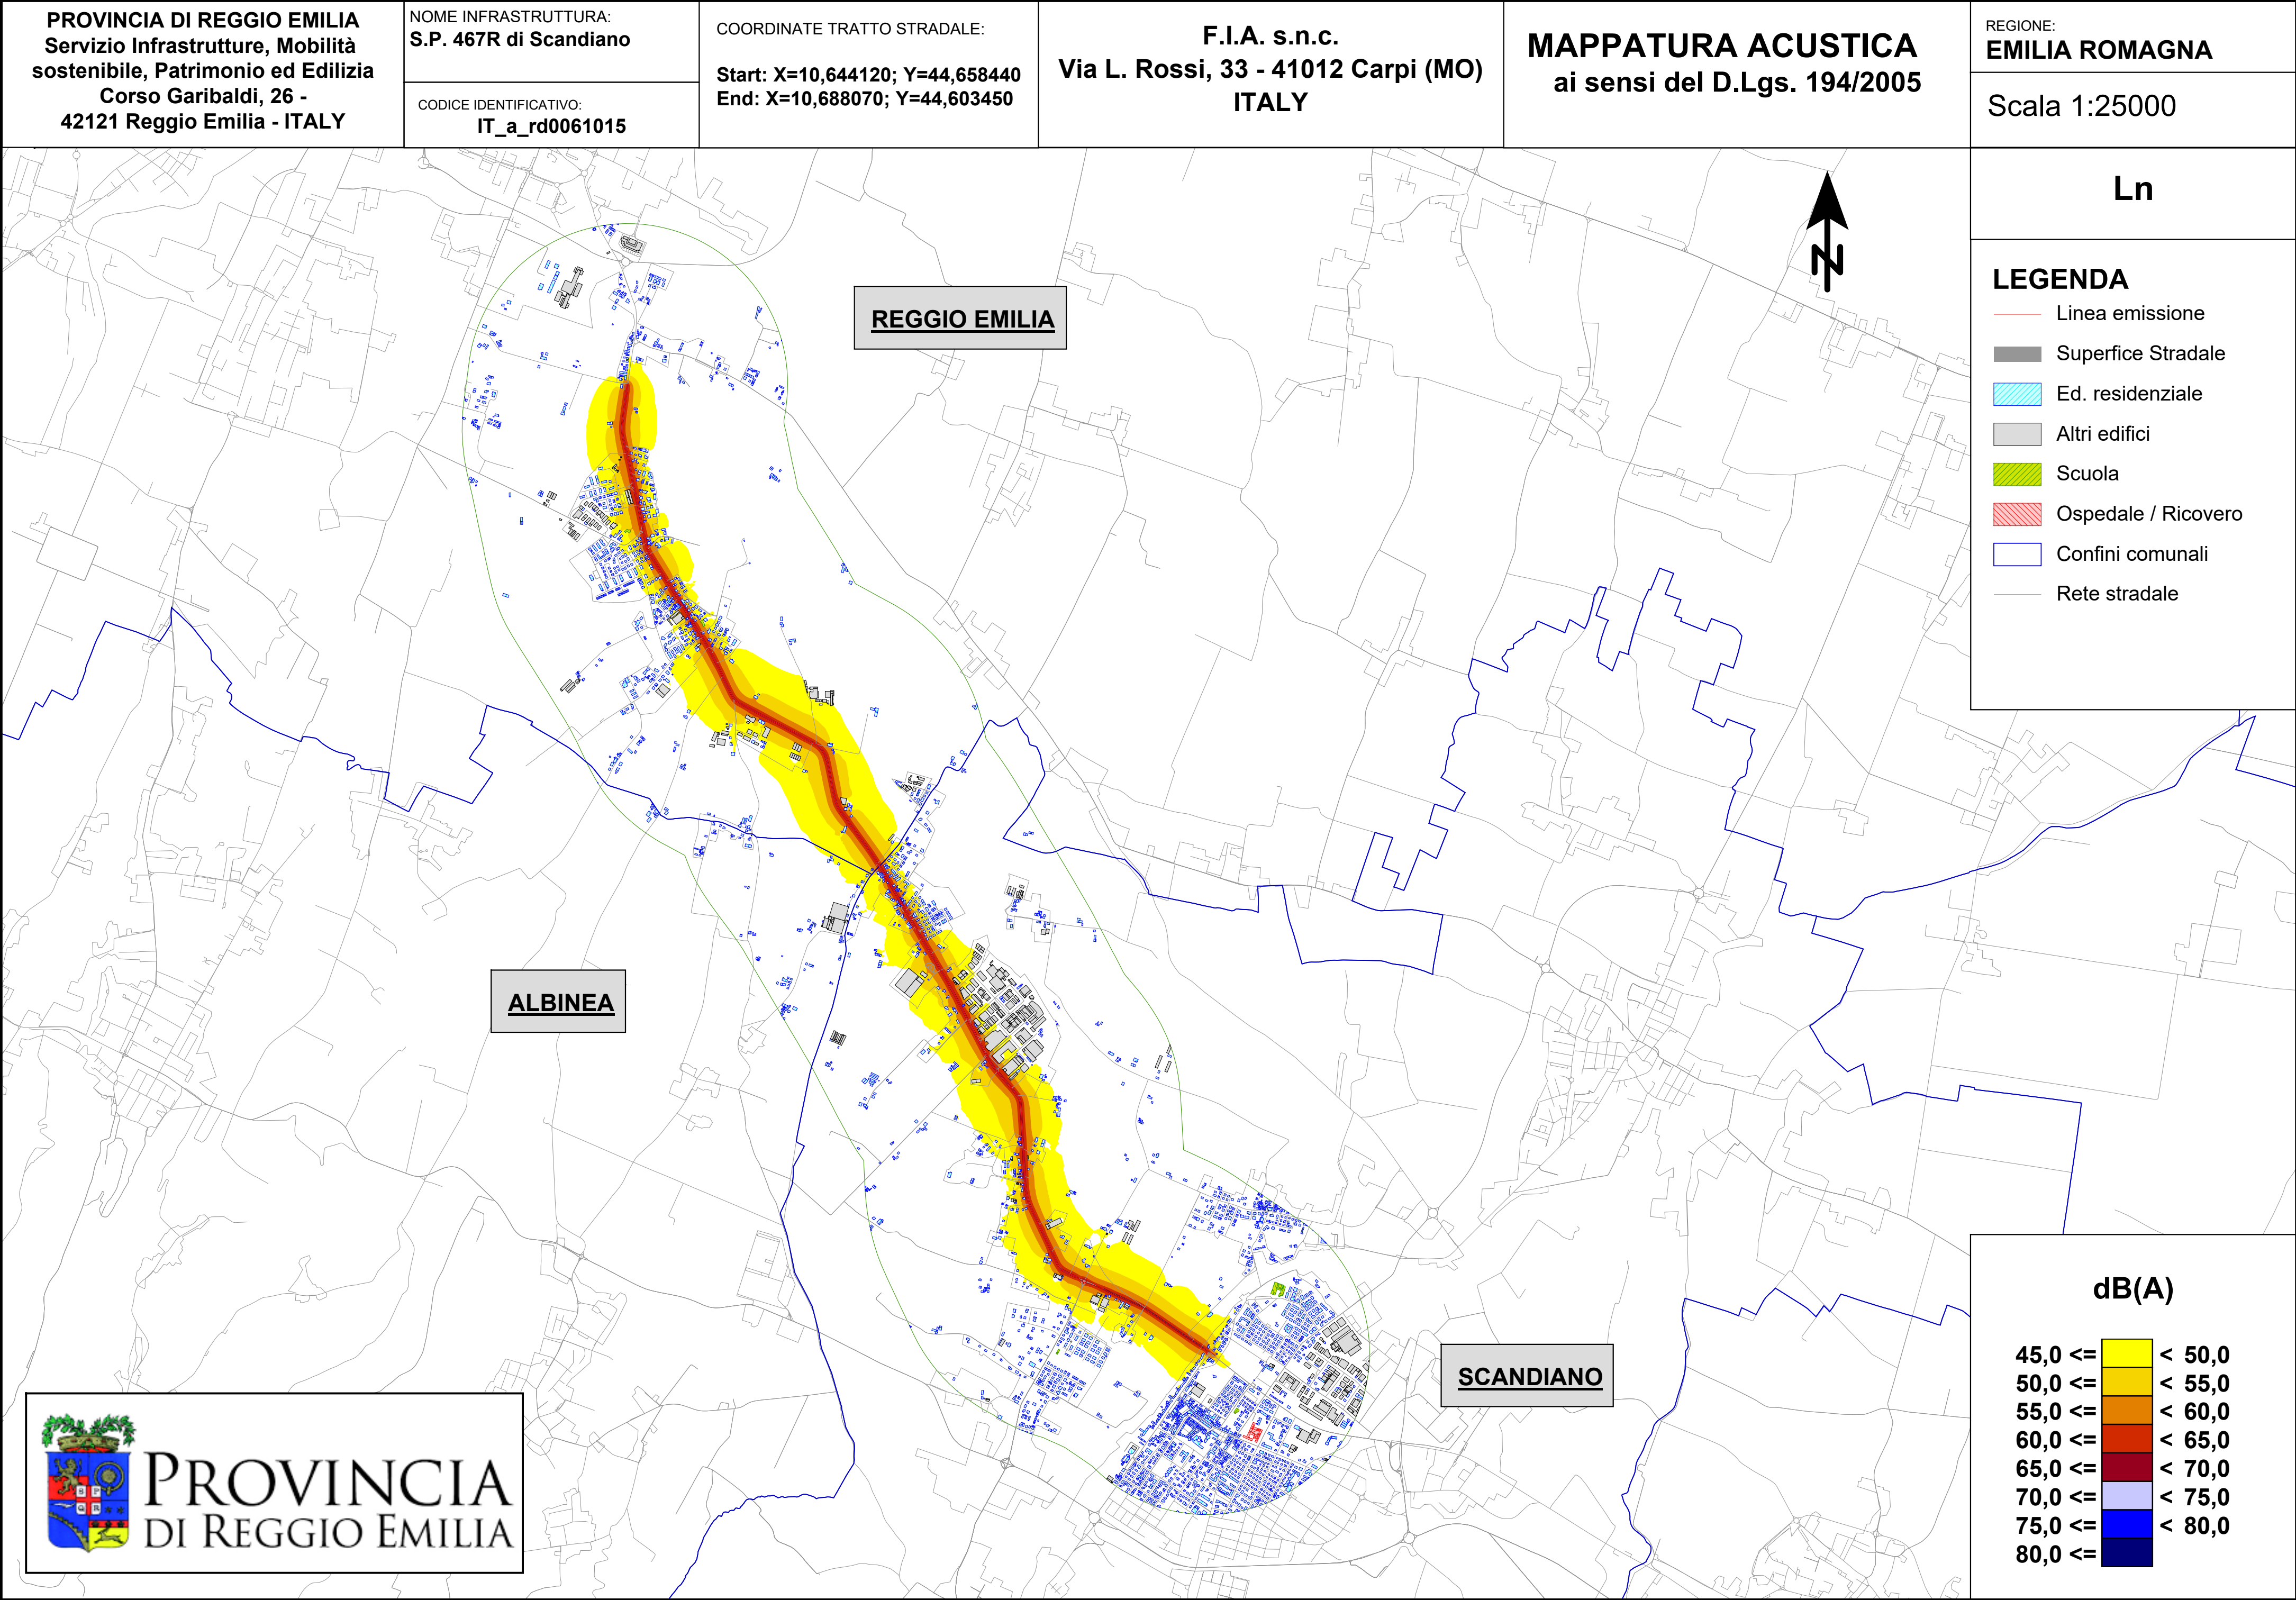 PROVINCIA DI REGGIO EMILIA
Servizio Infrastrutture, Mobilità
sostenibile, Patrimonio ed Edilizia
Corso Garibaldi, 26 -
42121 Reggio Emilia - ITALY
NOME INFRASTRUTTURA:
S.P. 467R di Scandiano
CODICE IDENTIFICATIVO:
IT_a_rd0061015
COORDINATE TRATTO STRADALE:
Start: X=10,644120; Y=44,658440
End: X=10,688070; Y=44,603450
F.I.A. s.n.c.
Via L. Rossi, 33 - 41012 Carpi (MO)
ITALY
MAPPATURA ACUSTICA
ai sensi del D.Lgs. 194/2005
REGIONE:
EMILIA ROMAGNA
Scala 1:25000
Ln
N
LEGENDA
Linea emissione
Superfice Stradale
Ed. residenziale
Altri edifici
Scuola
Ospedale / Ricovero
Confini comunali
Rete stradale
REGGIO EMILIA
ALBINEA
SCANDIANO
dB(A)
45,0 <= < 50,0
50,0 <= < 55,0
55,0 <= < 60,0
60,0 <= < 65,0
65,0 <= < 70,0
70,0 <= < 75,0
75,0 <= < 80,0
80,0 <=
S P
Q R
PROVINCIA
DI REGGIO EMILIA